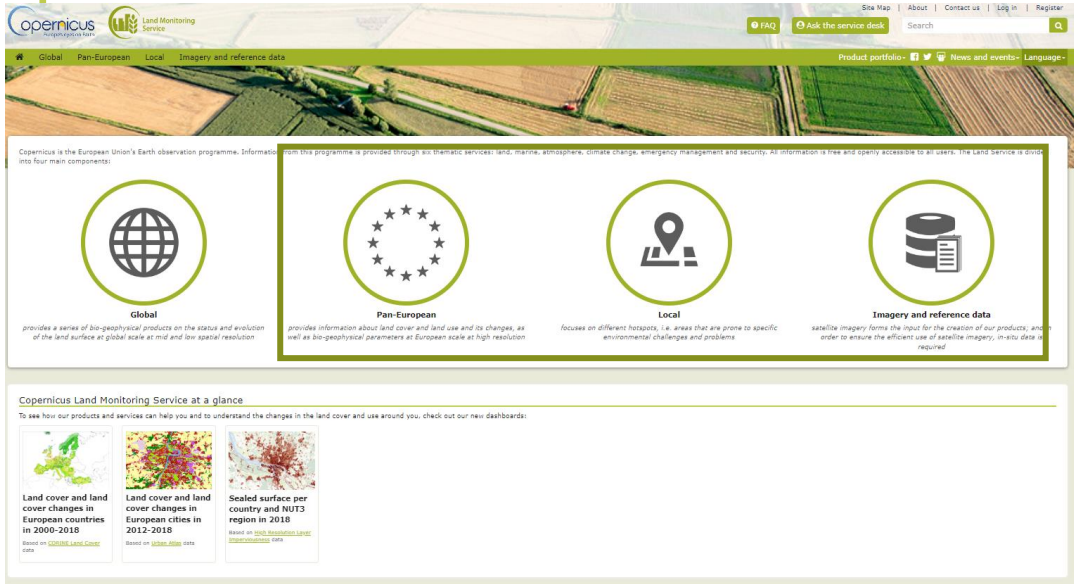 Site Map | About | Contact us | Log in | Register
opernicus
Europe's eyes on Earth
Land Monitoring
Service
FAQ
Ask the service desk
Search
Global Pan-European Local Imagery and reference data
Product portfolio News and events Language
Copernicus is the European Union's Earth observation programme. Information from this programme is provided through six thematic services: land, marine, atmosphere, climate change, emergency management and security. All information is free and openly accessible to all users. The Land Service is divide
into four main components:
Global
provides a series of bio-geophysical products on the status and evolution
of the land surface at global scale at mid and low spatial resolution
Pan-European
provides information about land cover and land use and its changes, as
well as bio-geophysical parameters at European scale at high resolution
Local
focuses on different hotspots, i.e. areas that are prone to specific
environmental challenges and problems
Imagery and reference data
satellite imagery forms the input for the creation of our products; and in
order to ensure the efficient use of satellite imagery, in-situ data is
required
Copernicus Land Monitoring Service at a glance
To see how our products and services can help you and to understand the changes in the land cover and use around you, check out our new dashboards:
Land cover and land
cover changes in
European countries
in 2000-2018
Based on CORINE Land Cover
data
Land cover and land
cover changes in
European cities in
2012-2018
Based on Urban Atlas data
Sealed surface per
country and NUT3
region in 2018
Based on High Resolution Layer
Imperviousness data